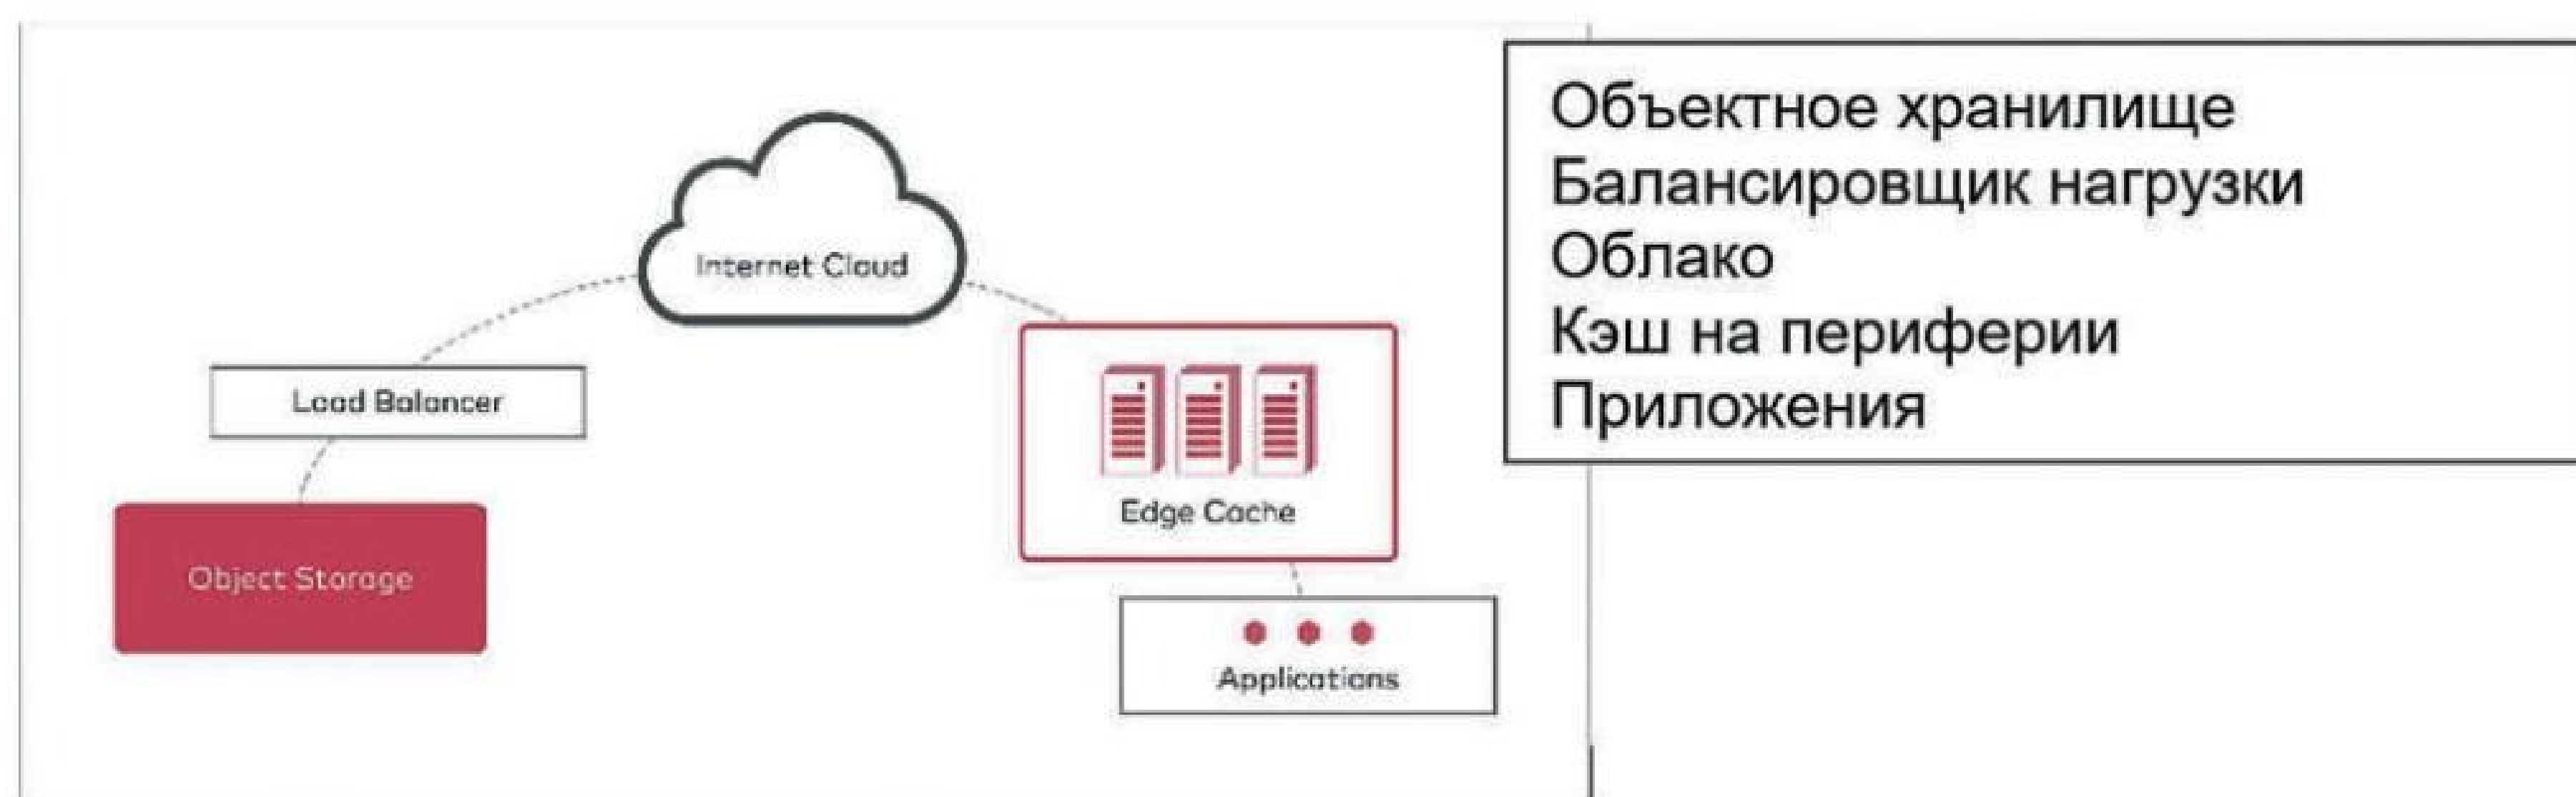 Internet Cloud
Load Balancer
Object Storage
Edge Cache
Applications
Объектное хранилище
Балансировщик нагрузки
Облако
Кэш на периферии
Приложения